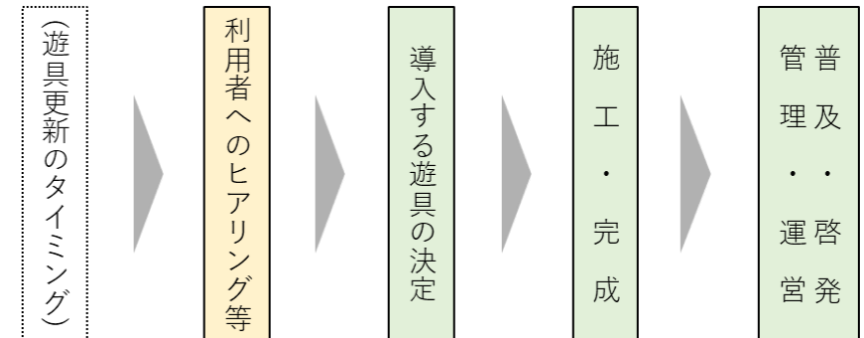 （遊具更新のタイミング）
利用者へのヒアリング等
導入する遊具の決定
施工・完成
普及・啓発
管理・運営